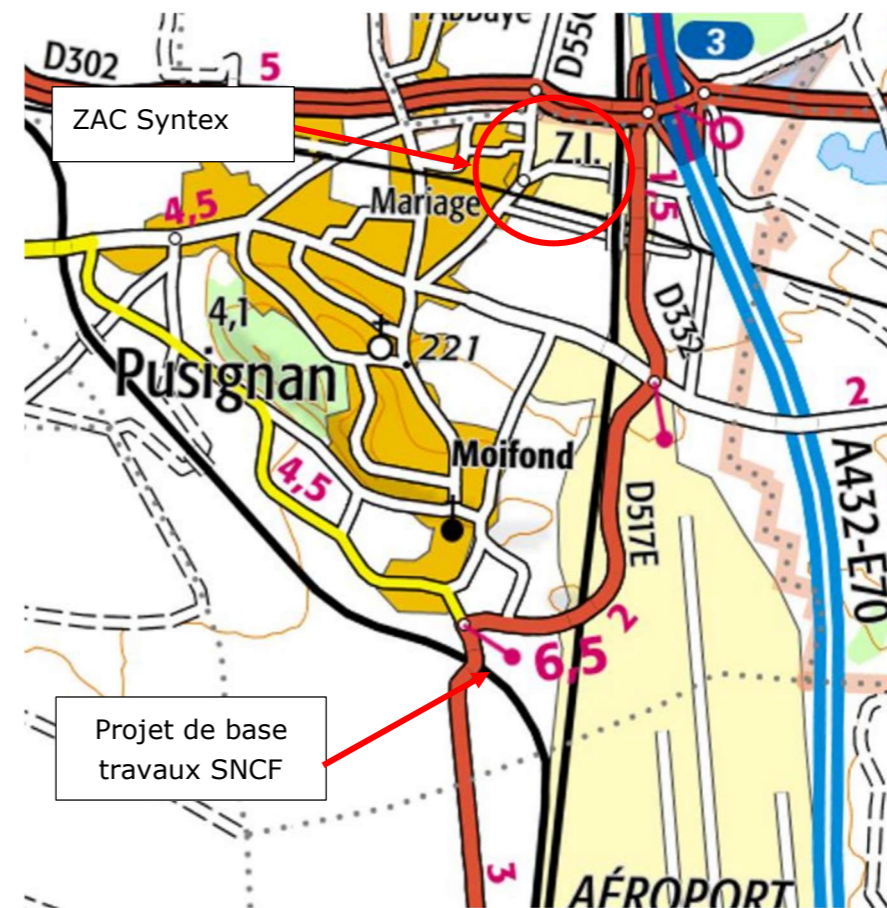 l'Abbaye
D550
3
D302
5
ZAC Syntex
Z.I.
1,5
4,5
Mariage
D332
4,1
221
Pusignan
2
Moifond
4,5
A432-E70
D517E
2
6,5
Projet de base
travaux SNCF
3
AÉROPORT